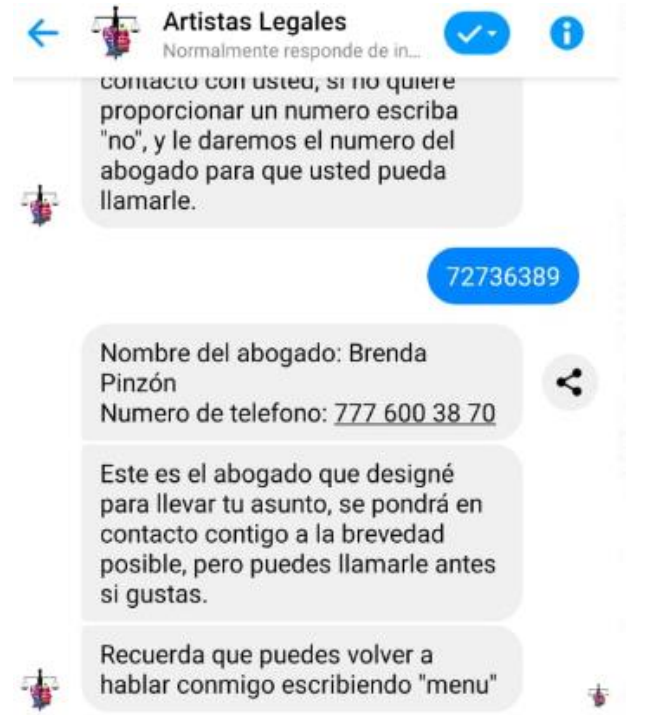 Artistas Legales
Normalmente responde de in...
contacto con usted, si no quiere
proporcionar un numero escriba
"no", y le daremos el numero del
abogado para que usted pueda
llamarle.
72736389
Nombre del abogado: Brenda
Pinzón
Numero de telefono: 777 600 38 70
Este es el abogado que designé
para llevar tu asunto, se pondrá en
contacto contigo a la brevedad
posible, pero puedes llamarle antes
si gustas.
Recuerda que puedes volver a
hablar conmigo escribiendo "menu"